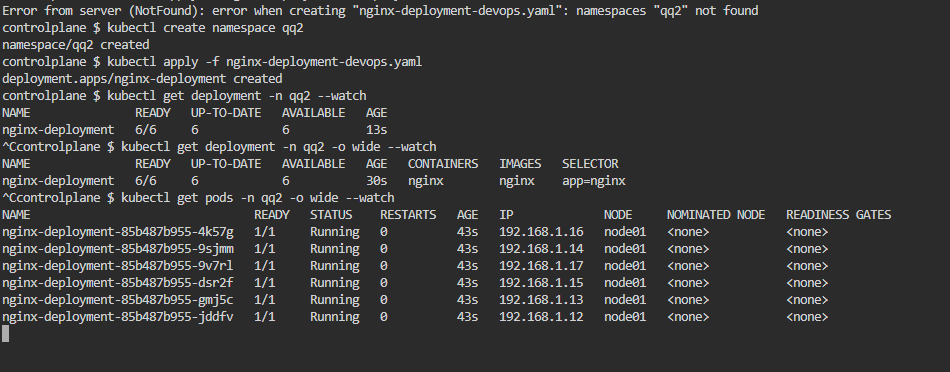 Error from server (NotFound): error when creating "nginx-deployment-devops.yaml": namespaces "qq2" not found
controlplane $ kubectl create namespace qq2
namespace/qq2 created
controlplane $ kubectl apply -f nginx-deployment-devops.yaml
deployment.apps/nginx-deployment created
controlplane $ kubectl get deployment -n qq2 --watch
NAME               READY   UP-TO-DATE   AVAILABLE   AGE
nginx-deployment   6/6     6            6           13s
^Ccontrolplane $ kubectl get deployment -n qq2 -o wide --watch
NAME               READY   UP-TO-DATE   AVAILABLE   AGE   CONTAINERS   IMAGES   SELECTOR
nginx-deployment   6/6     6            6           30s   nginx        nginx    app=nginx
^Ccontrolplane $ kubectl get pods -n qq2 -o wide --watch
NAME                                READY   STATUS    RESTARTS   AGE   IP             NODE     NOMINATED NODE   READINESS GATES
nginx-deployment-85b487b955-4k57g   1/1     Running   0          43s   192.168.1.16   node01   <none>           <none>
nginx-deployment-85b487b955-9sjmm   1/1     Running   0          43s   192.168.1.14   node01   <none>           <none>
nginx-deployment-85b487b955-9v7rl   1/1     Running   0          43s   192.168.1.17   node01   <none>           <none>
nginx-deployment-85b487b955-dsr2f   1/1     Running   0          43s   192.168.1.15   node01   <none>           <none>
nginx-deployment-85b487b955-gmj5c   1/1     Running   0          43s   192.168.1.13   node01   <none>           <none>
nginx-deployment-85b487b955-jddfv   1/1     Running   0          43s   192.168.1.12   node01   <none>           <none>